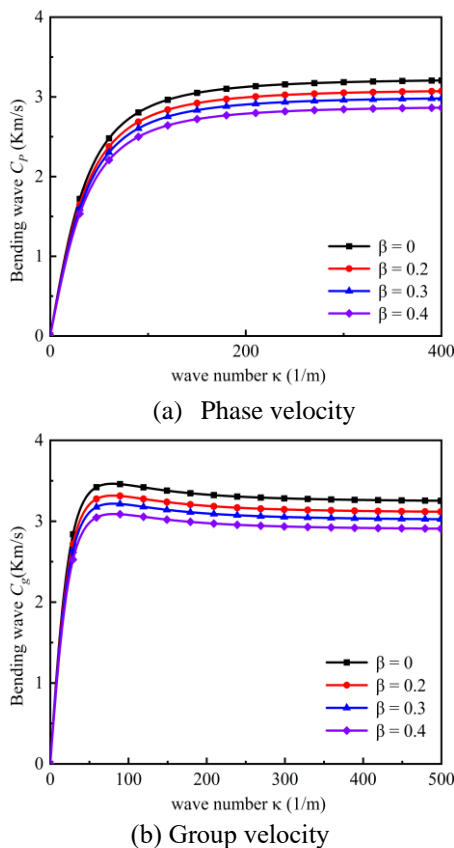 4
3
2
1
0
Bending wave C_P (Km/s)
β = 0
β = 0.2
β = 0.3
β = 0.4
0 200 400
wave number κ (1/m)
(a) Phase velocity
4
3
2
1
0
Bending wave C_g(Km/s)
β = 0
β = 0.2
β = 0.3
β = 0.4
0 100 200 300 400 500
wave number κ (1/m)
(b) Group velocity